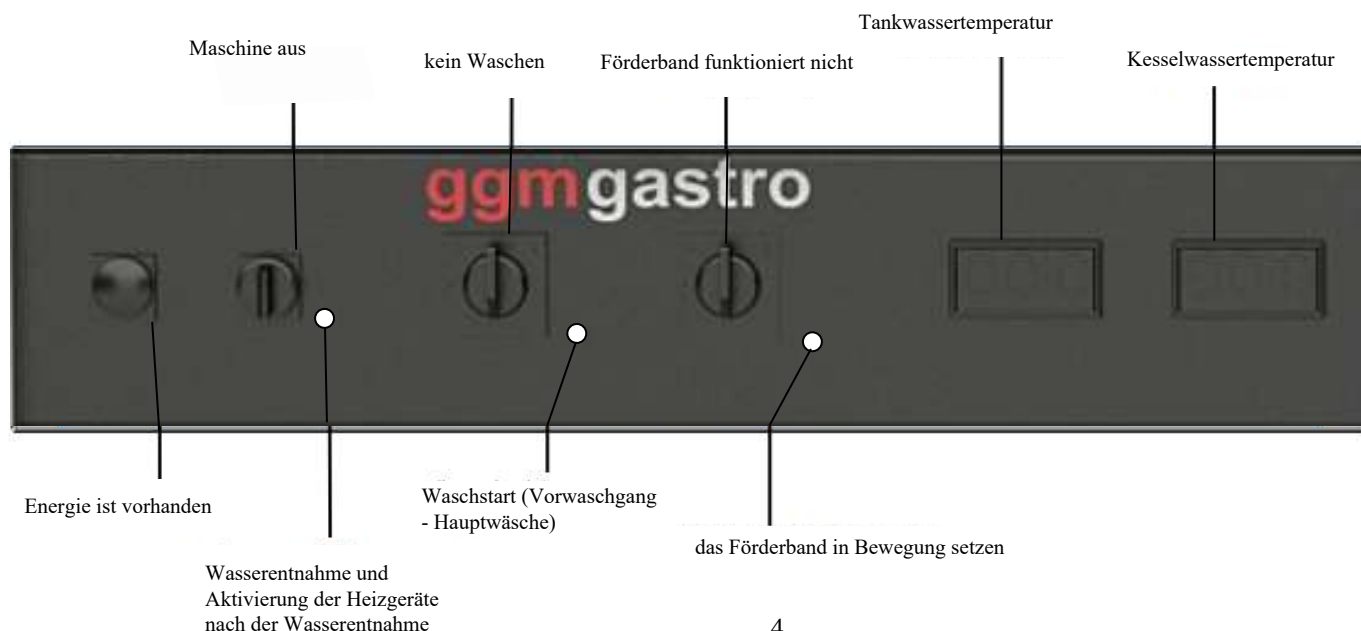 Tankwassertemperatur
Maschine aus
kein Waschen
Förderband funktioniert nicht
Kesselwassertemperatur
ggmgastro
Energie ist vorhanden
Waschstart (Vorwaschgang
- Hauptwäsche)
das Förderband in Bewegung setzen
Wasserentnahme und
Aktivierung der Heizgeräte
nach der Wasserentnahme
4